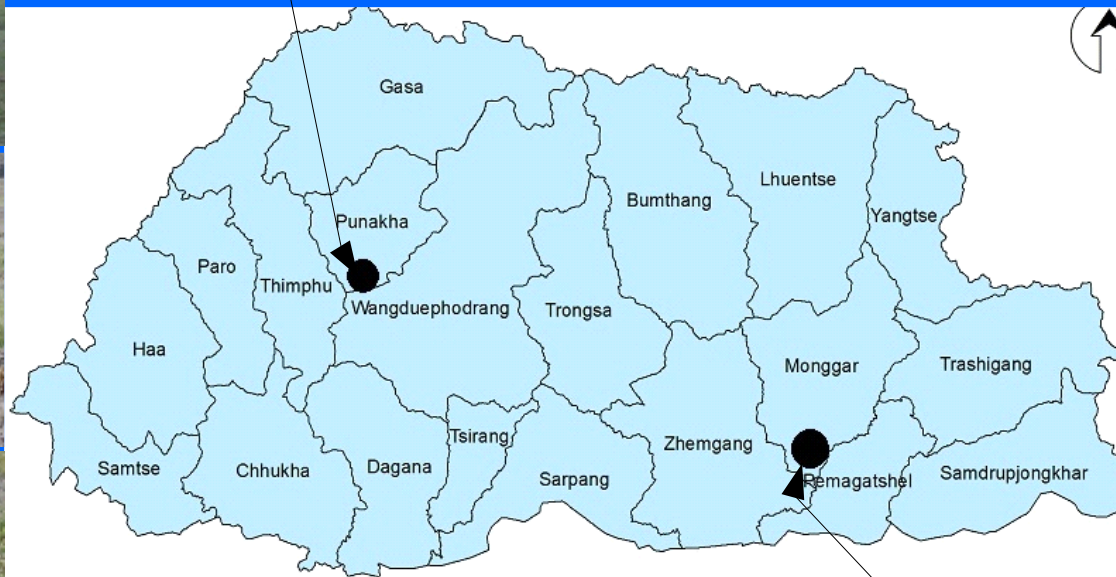 Gasa
Punakha
Lhuentse
Bumthang
Yangtse
Paro
Thimphu
Wangduephodrang
Trongsa
Haa
Monggar
Trashigang
Tsirang
Zhemgang
Samtse
Chhukha
Dagana
Sarpang
Pemagatshel
Samdrupjongkhar